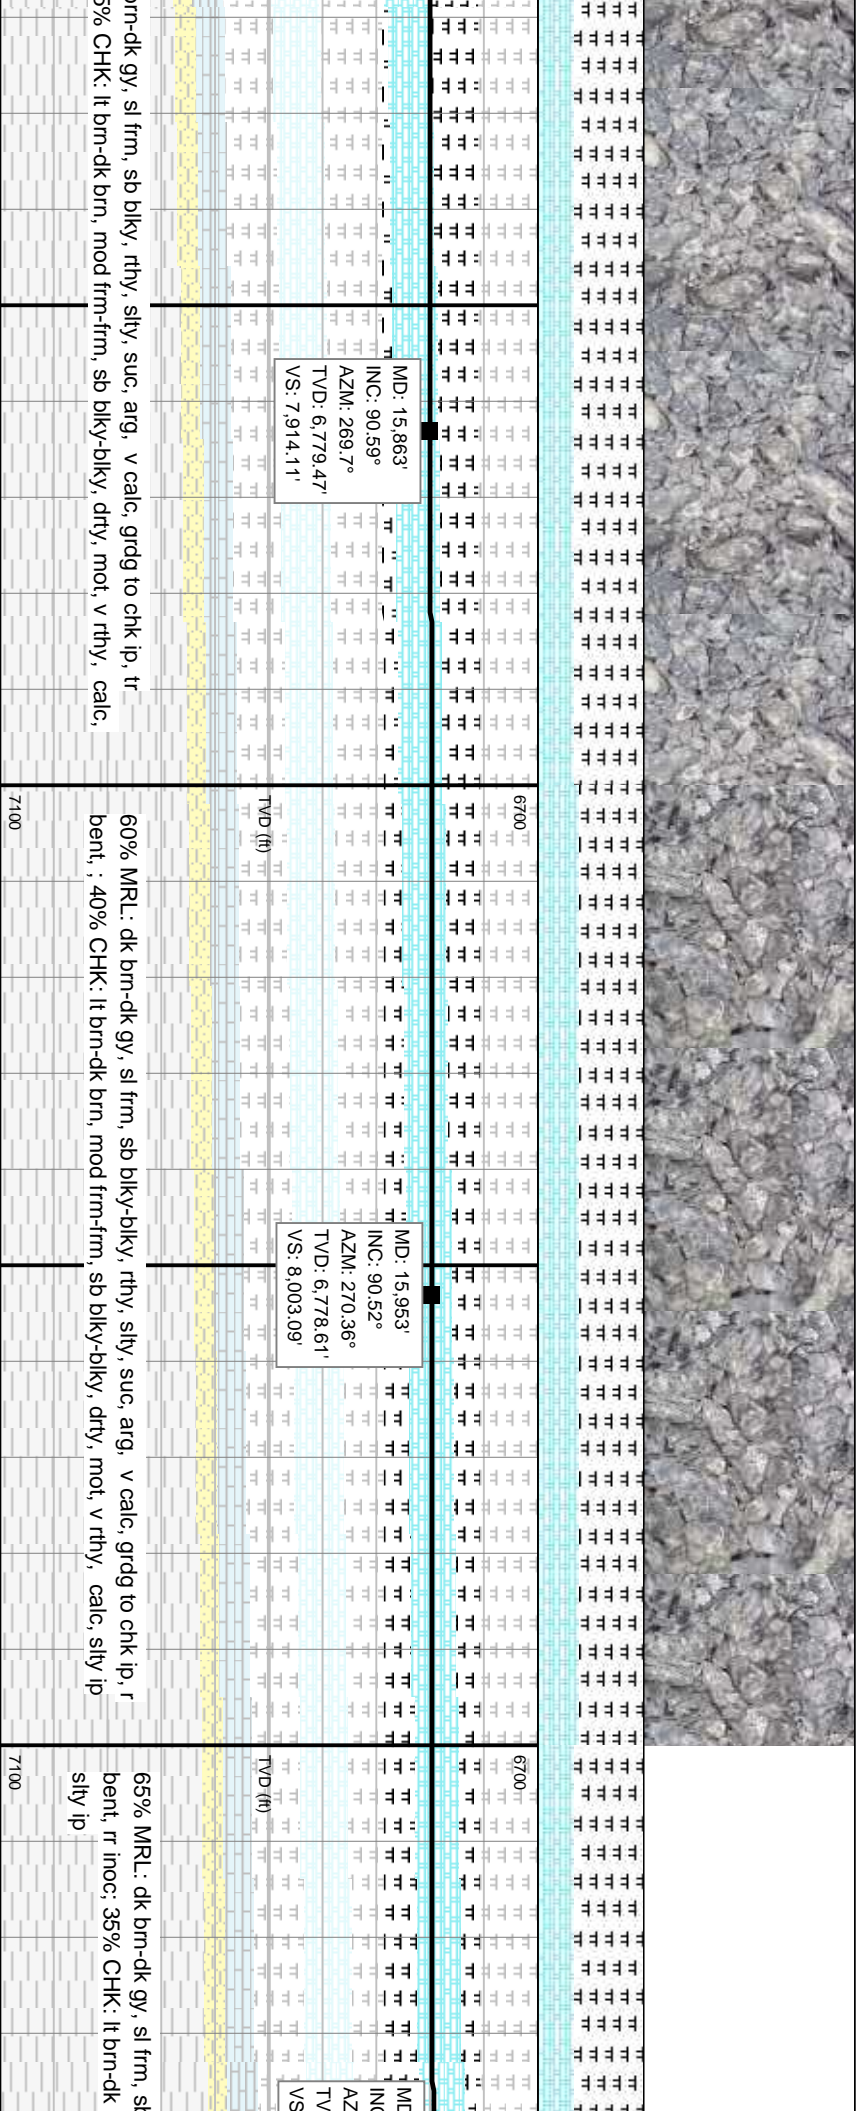 brn-dk gy, sl frm, sb blky, rthy, slty, suc, arg, v calc, grdg to chk ip, tr
5% CHK: lt brn-dk brn, mod frm-frm, sb blky-blky, drty, mot, v rthy, calc,
MD: 15,863'
INC: 90.59°
AZM: 269.7°
TVD: 6,779.47'
VS: 7,914.11'
6700
TVD (ft)
7100
60% MRL: dk brn-dk gy, sl frm, sb blky-blky, rthy, slty, suc, arg, v calc, grdg to chk ip, r
bent, ; 40% CHK: lt brn-dk brn, mod frm-frm, sb blky-blky, drty, mot, v rthy, calc, slty ip
MD: 15,953'
INC: 90.52°
AZM: 270.36°
TVD: 6,778.61'
VS: 8,003.09'
6700
TVD (ft)
7100
65% MRL: dk brn-dk gy, sl frm, sb
bent, rr inoc; 35% CHK: lt brn-dk
slty ip
MD
INC
AZ
TV
VS